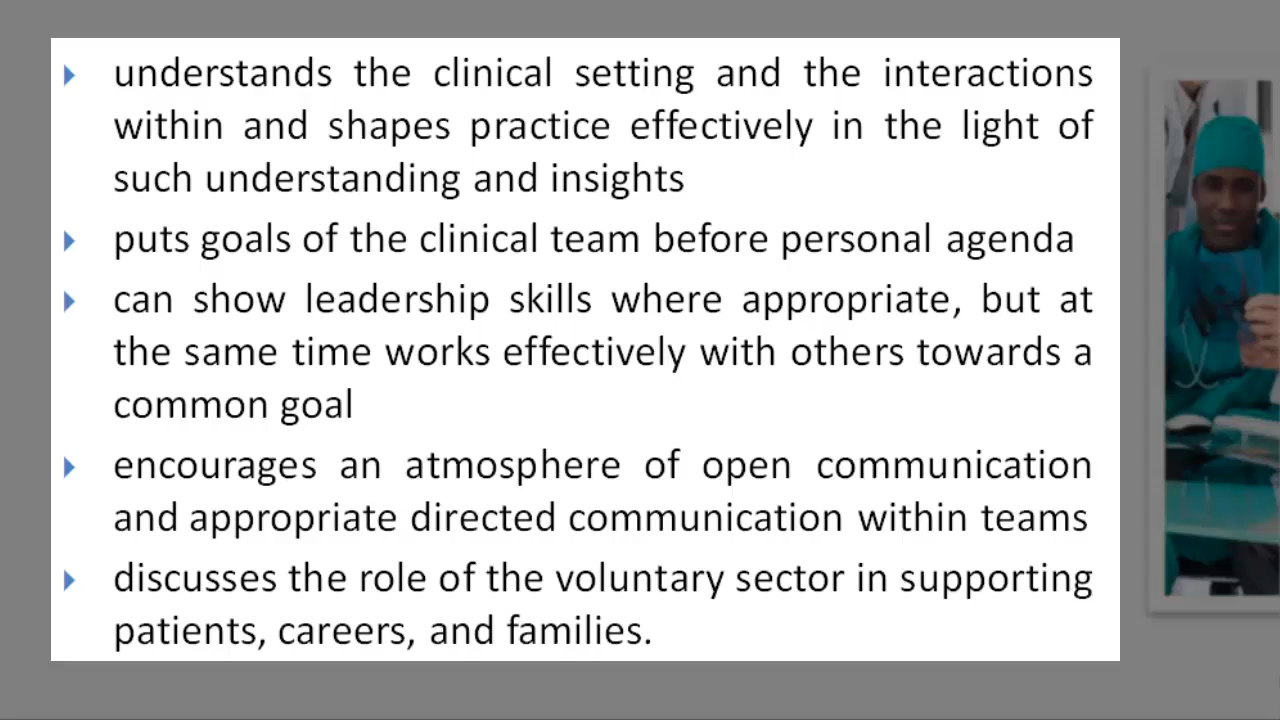 understands the clinical setting and the interactions
within and shapes practice effectively in the light of
such understanding and insights
puts goals of the clinical team before personal agenda
can show leadership skills where appropriate, but at
the same time works effectively with others towards a
common goal
encourages an atmosphere of open communication
and appropriate directed communication within teams
discusses the role of the voluntary sector in supporting
patients, careers, and families.